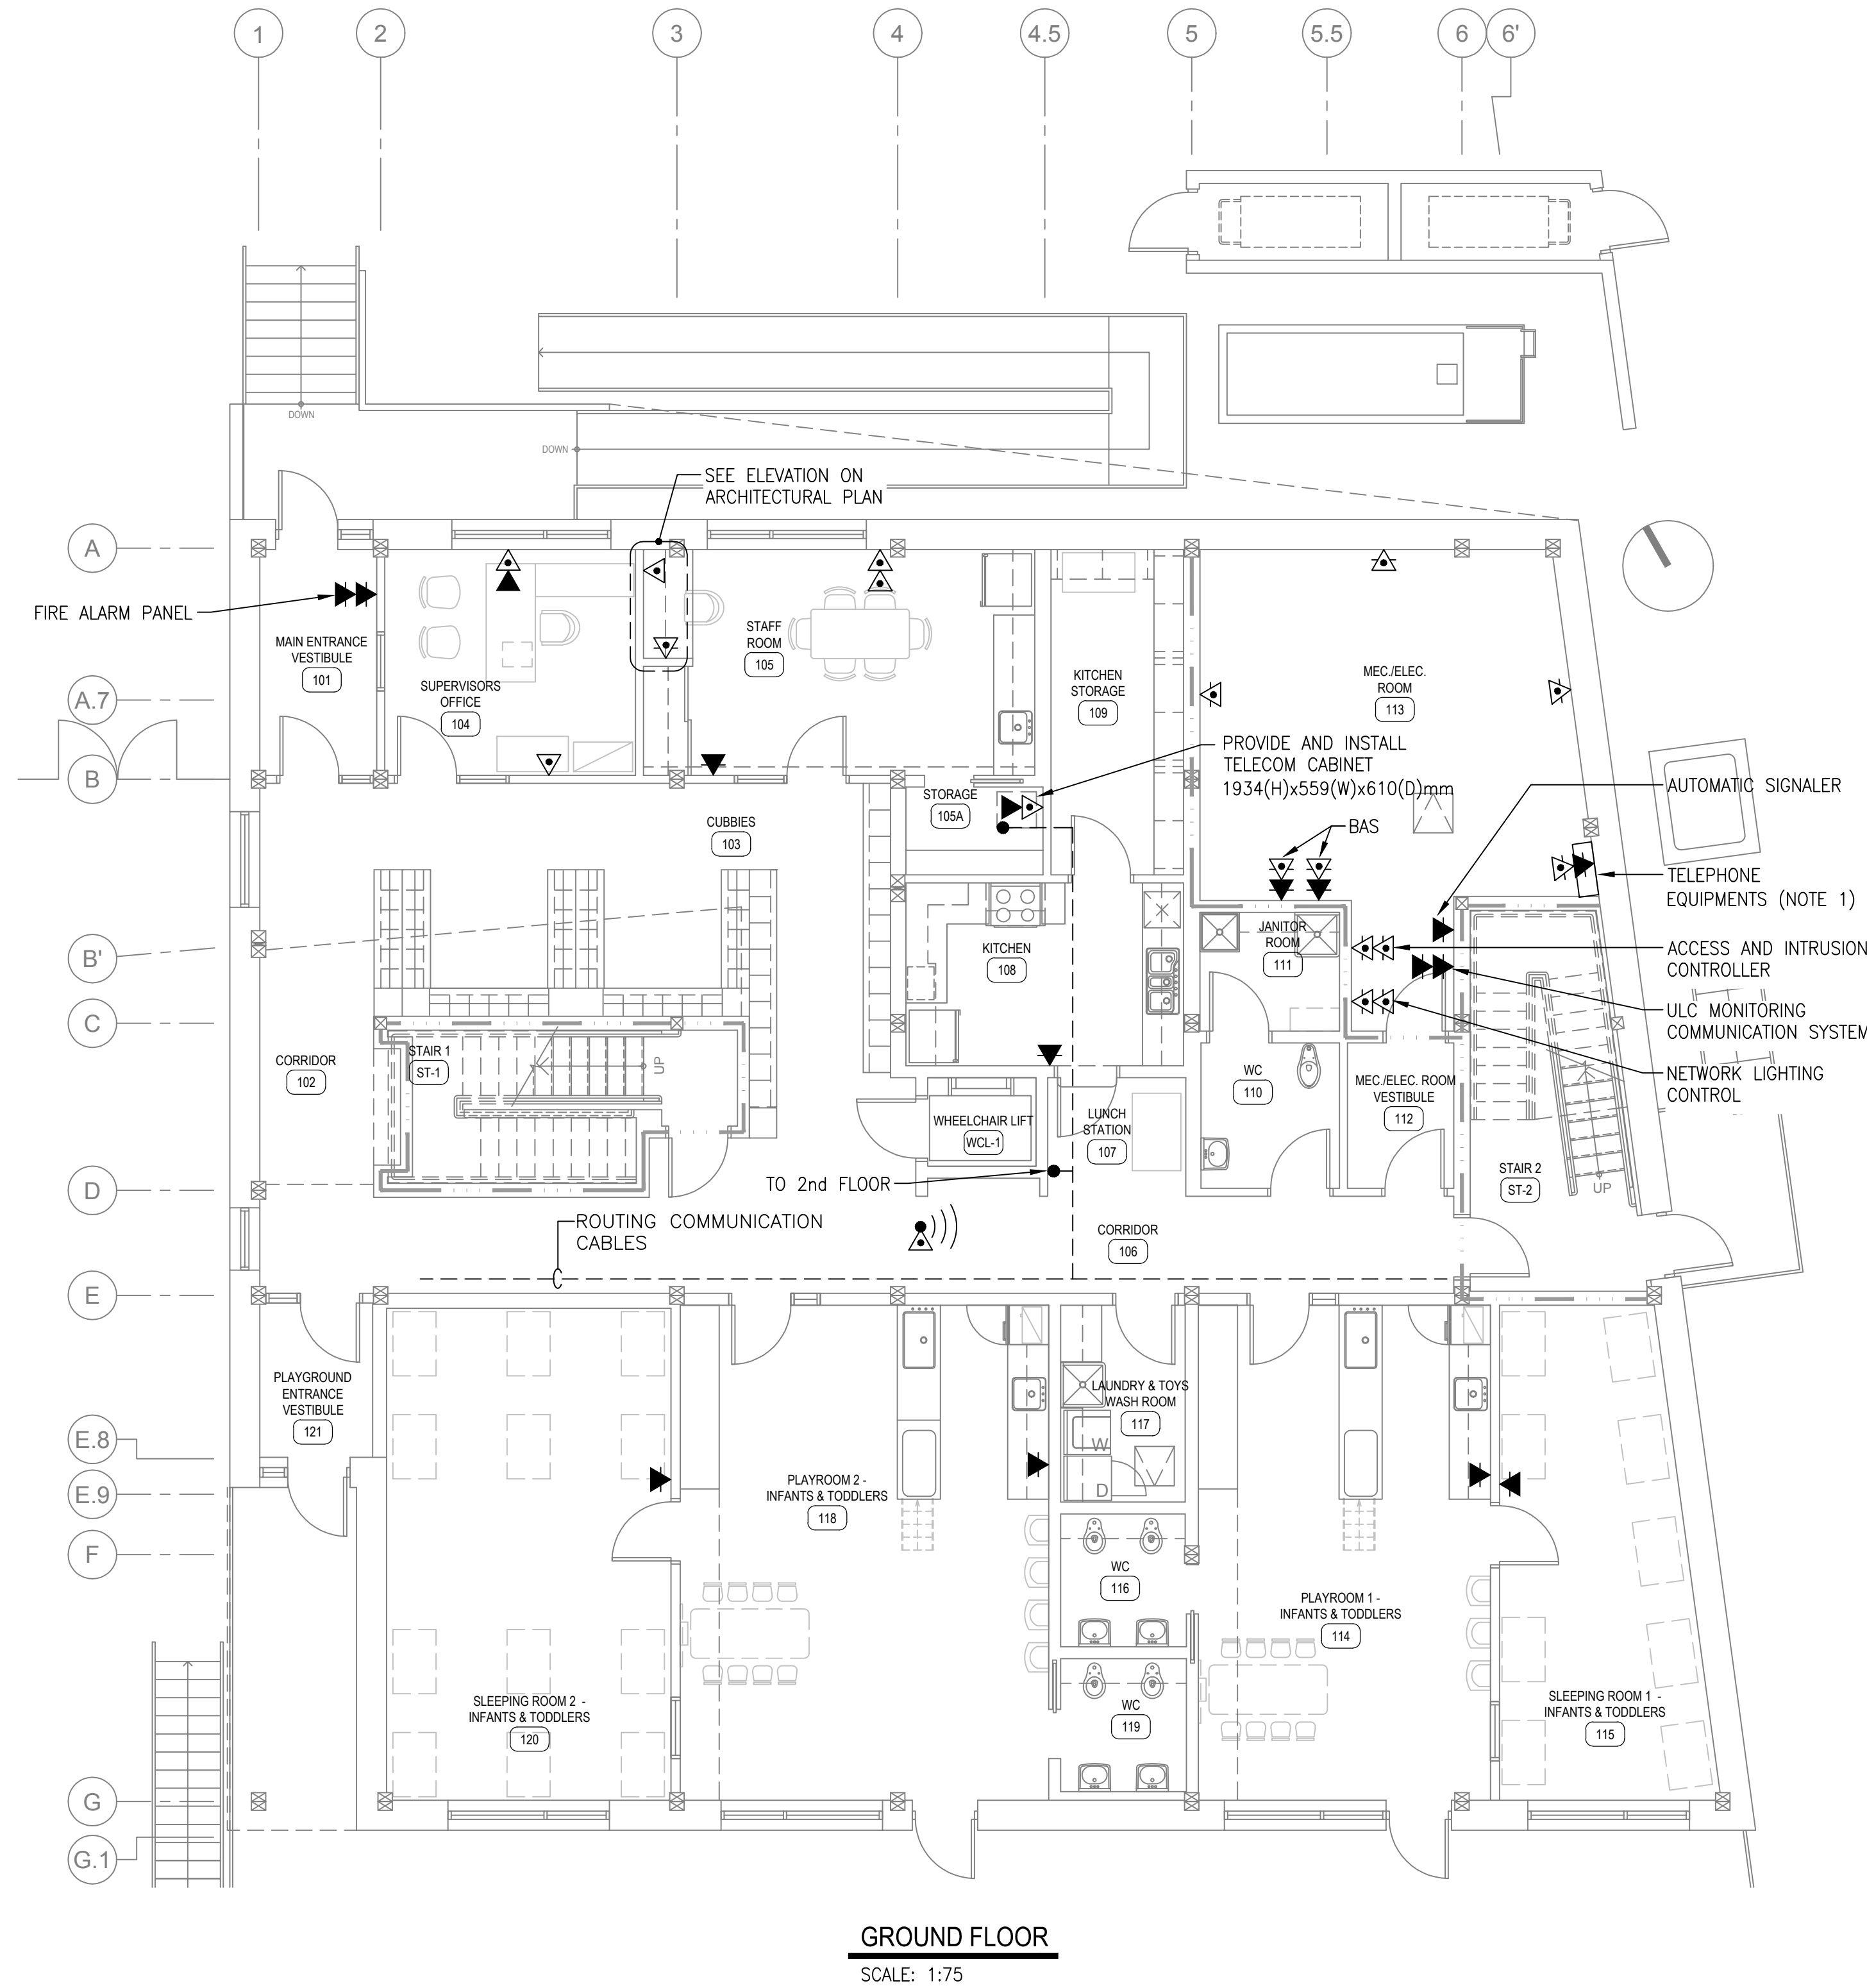 1
2
3
4
4.5
5
5.5
6
6'
DOWN
DOWN
SEE ELEVATION ON
ARCHITECTURAL PLAN
A
FIRE ALARM PANEL
MAIN ENTRANCE
VESTIBULE
101
SUPERVISORS
OFFICE
104
STAFF
ROOM
105
KITCHEN
STORAGE
109
MEC./ELEC.
ROOM
113
A.7
B
PROVIDE AND INSTALL
TELECOM CABINET
1934(H)x559(W)x610(D)mm
STORAGE
105A
CUBBIES
103
BAS
AUTOMATIC SIGNALER
TELEPHONE
EQUIPMENTS (NOTE 1)
B'
KITCHEN
108
JANITOR
ROOM
111
ACCESS AND INTRUSION
CONTROLLER
ULC MONITORING
COMMUNICATION SYSTEM
NETWORK LIGHTING
CONTROL
C
CORRIDOR
102
STAIR 1
ST-1
UP
WC
110
MEC./ELEC. ROOM
VESTIBULE
112
WHEELCHAIR LIFT
WCL-1
LUNCH
STATION
107
STAIR 2
ST-2
UP
D
TO 2nd FLOOR
ROUTING COMMUNICATION
CABLES
CORRIDOR
106
E
PLAYGROUND
ENTRANCE
VESTIBULE
121
LAUNDRY & TOYS
WASH ROOM
117
W
D
E.8
E.9
PLAYROOM 2 -
INFANTS & TODDLERS
118
F
WC
116
PLAYROOM 1 -
INFANTS & TODDLERS
114
SLEEPING ROOM 2 -
INFANTS & TODDLERS
120
WC
119
SLEEPING ROOM 1 -
INFANTS & TODDLERS
115
G
G.1
GROUND FLOOR
SCALE: 1:75